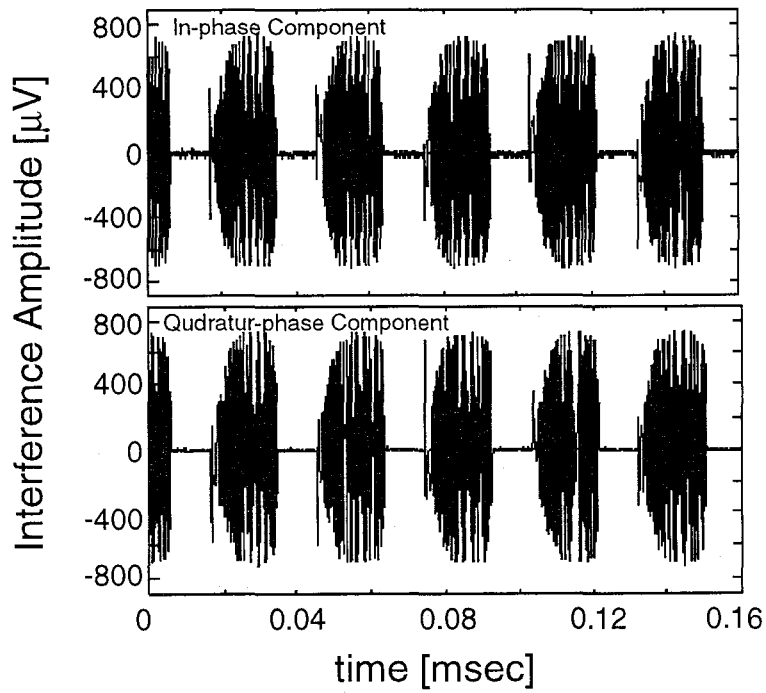 In-phase Component
800
400
0
-400
-800
Interference Amplitude [μV]
Qudratur-phase Component
800
400
0
-400
-800
0 0.04 0.08 0.12 0.16
time [msec]